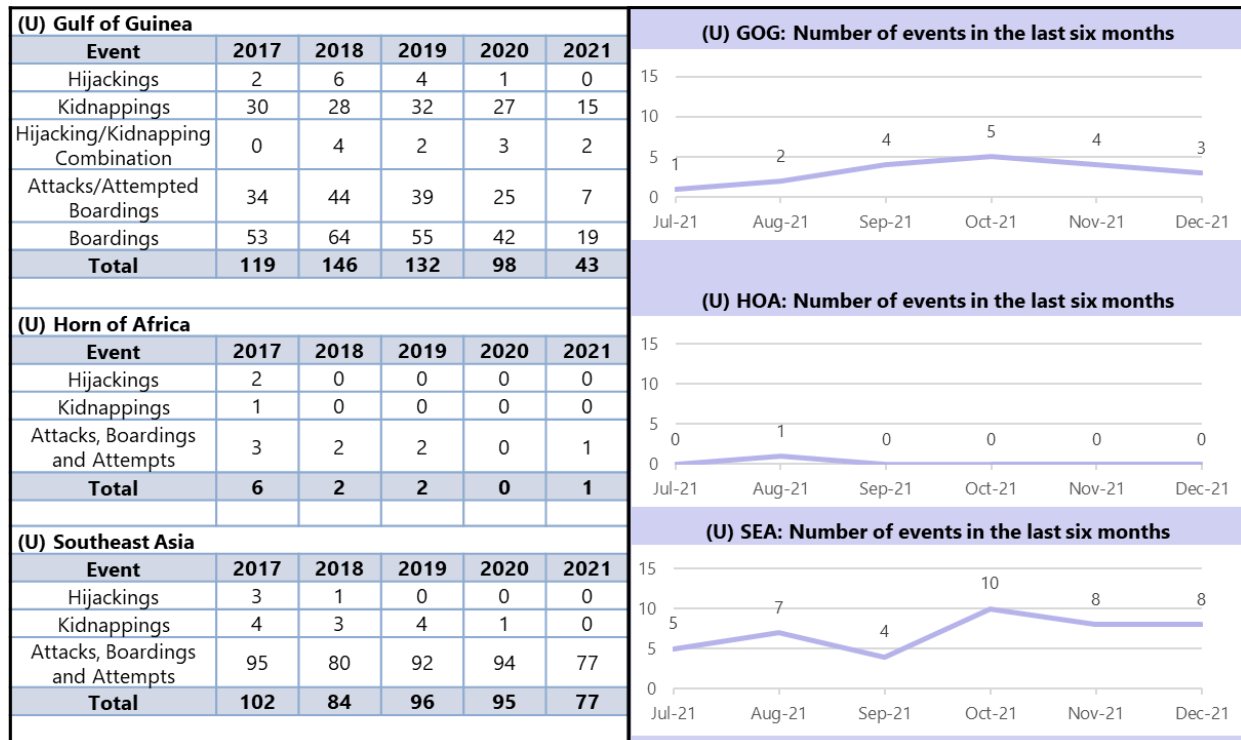 (U) Gulf of Guinea
Event 2017 2018 2019 2020 2021
Hijackings 2 6 4 1 0
Kidnappings 30 28 32 27 15
Hijacking/Kidnapping
Combination 0 4 2 3 2
Attacks/Attempted
Boardings 34 44 39 25 7
Boardings 53 64 55 42 19
Total 119 146 132 98 43
(U) Horn of Africa
Event 2017 2018 2019 2020 2021
Hijackings 2 0 0 0 0
Kidnappings 1 0 0 0 0
Attacks, Boardings
and Attempts 3 2 2 0 1
Total 6 2 2 0 1
(U) Southeast Asia
Event 2017 2018 2019 2020 2021
Hijackings 3 1 0 0 0
Kidnappings 4 3 4 1 0
Attacks, Boardings
and Attempts 95 80 92 94 77
Total 102 84 96 95 77
(U) GOG: Number of events in the last six months
15
10
5
0
1 2 4 5 4 3
Jul-21 Aug-21 Sep-21 Oct-21 Nov-21 Dec-21
(U) HOA: Number of events in the last six months
15
10
5
0
0 1 0 0 0 0
Jul-21 Aug-21 Sep-21 Oct-21 Nov-21 Dec-21
(U) SEA: Number of events in the last six months
15
10
5
0
5 7 4 10 8 8
Jul-21 Aug-21 Sep-21 Oct-21 Nov-21 Dec-21